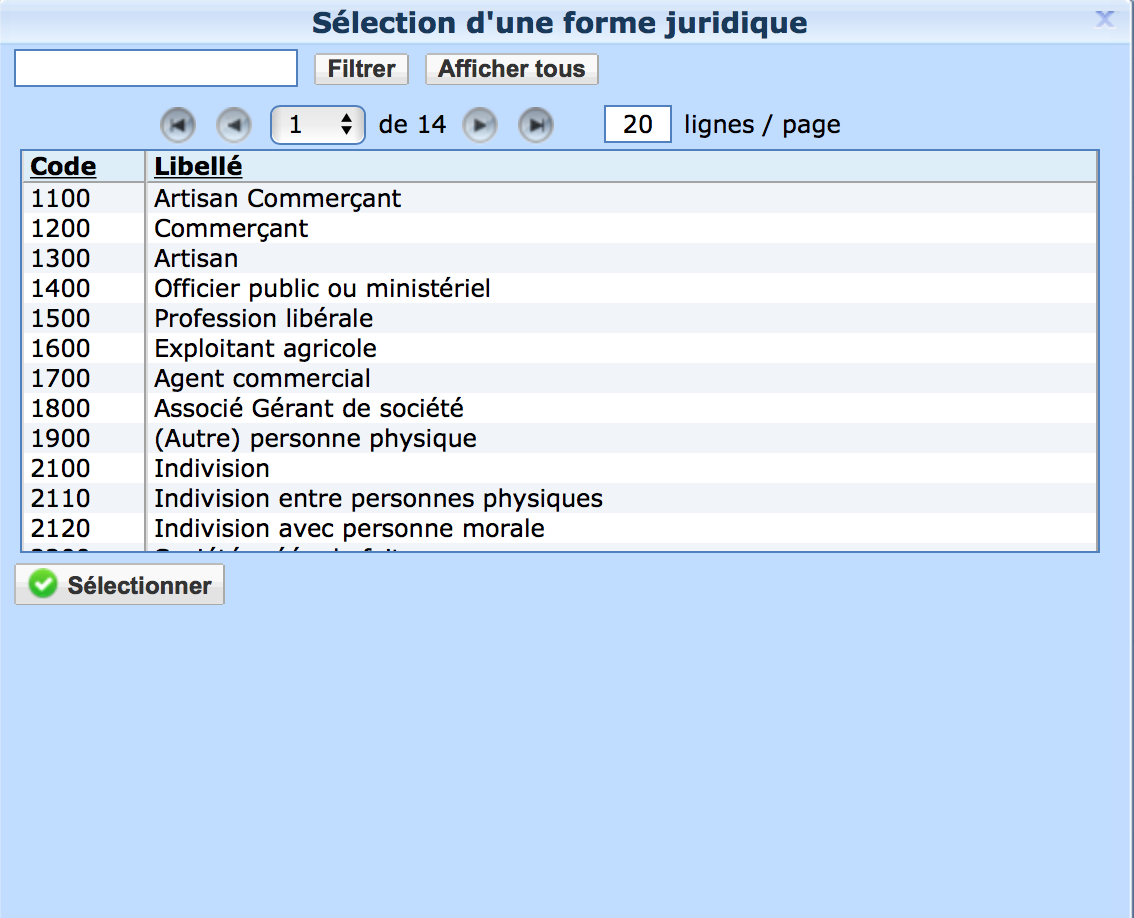 Sélection d'une forme juridique
X
Filtrer Afficher tous
1 de 14 20 lignes / page
Code Libellé
1100 Artisan Commerçant
1200 Commerçant
1300 Artisan
1400 Officier public ou ministériel
1500 Profession libérale
1600 Exploitant agricole
1700 Agent commercial
1800 Associé Gérant de société
1900 (Autre) personne physique
2100 Indivision
2110 Indivision entre personnes physiques
2120 Indivision avec personne morale
Sélectionner